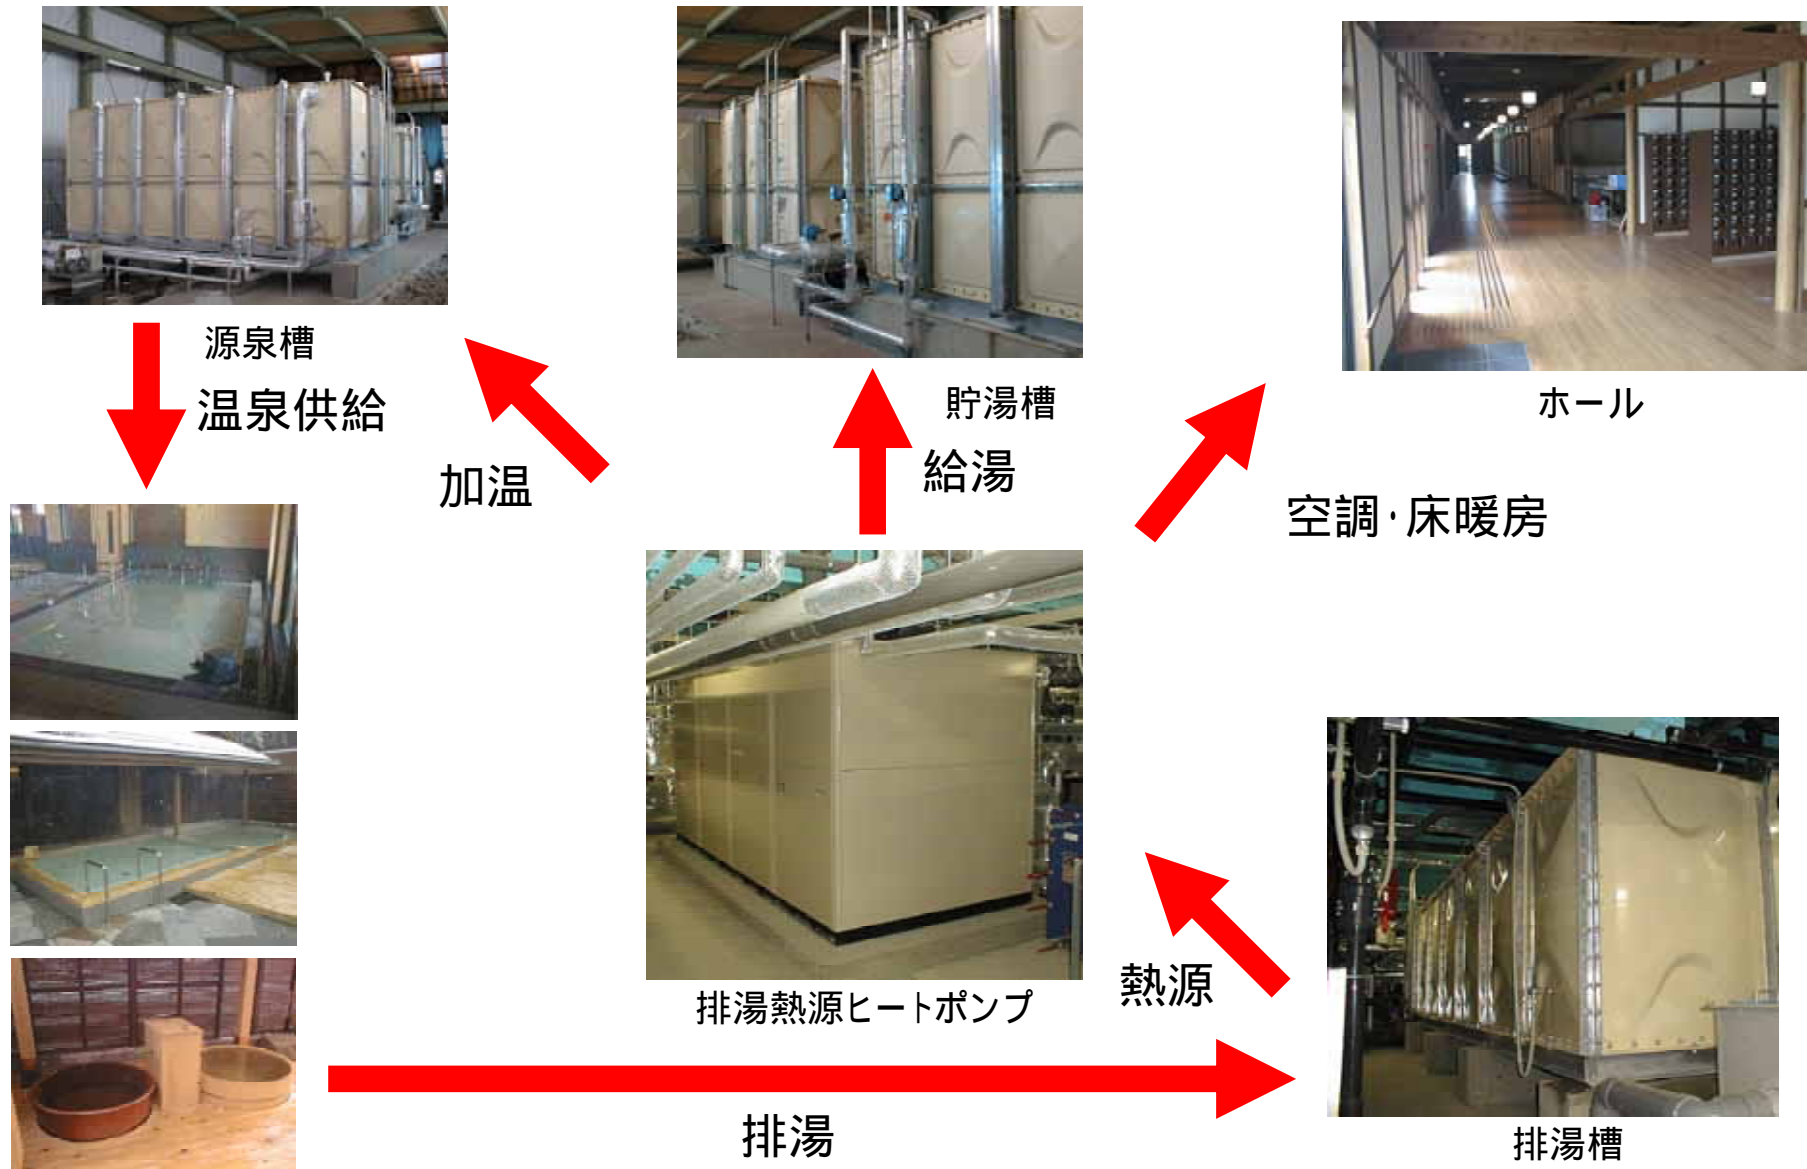 源泉槽
温泉供給
加温
貯湯槽
給湯
ホール
空調・床暖房
排湯熱源ヒートポンプ
熱源
排湯
排湯槽